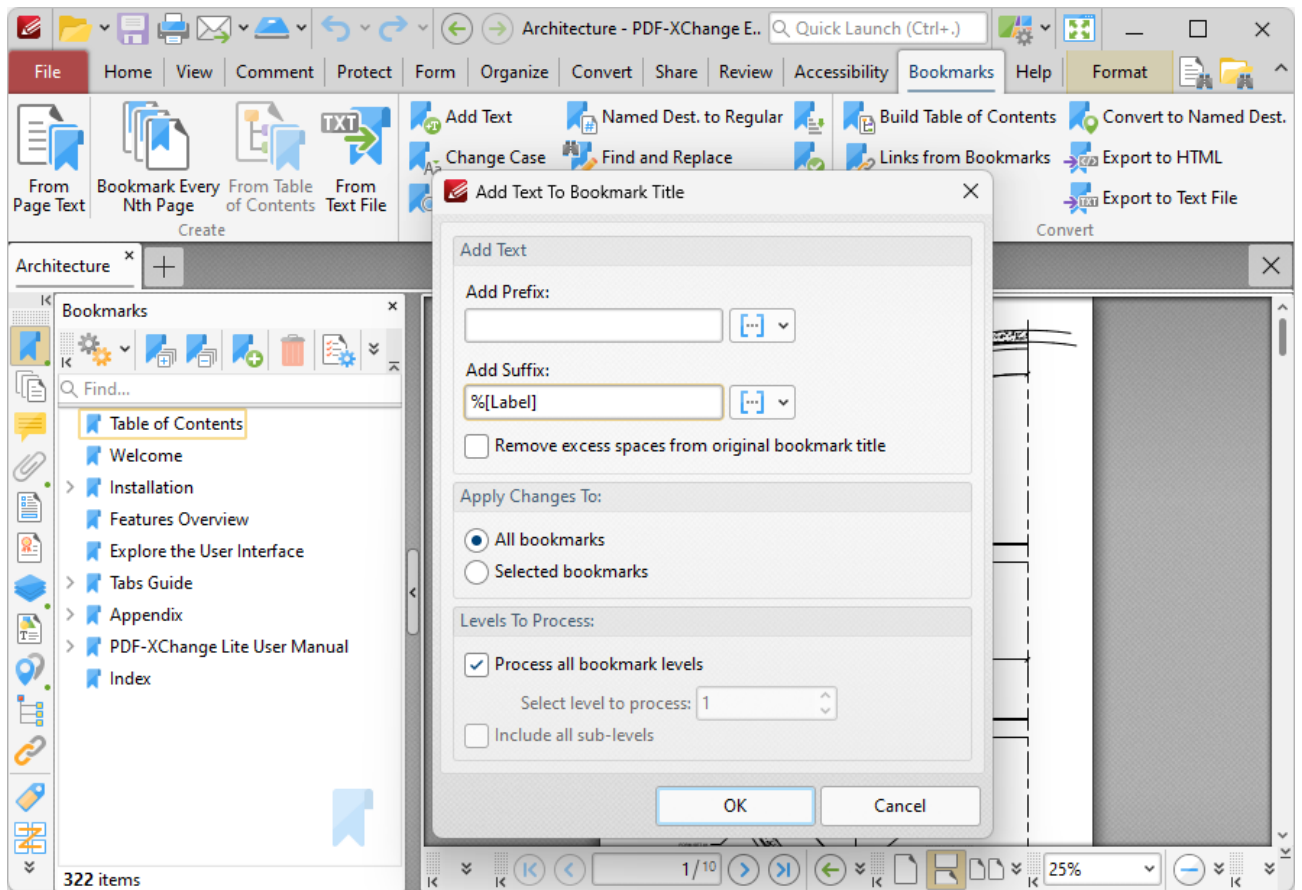 Architecture - PDF-XChange E..
Quick Launch (Ctrl+.)
File
Home
View
Comment
Protect
Form
Organize
Convert
Share
Review
Accessibility
Bookmarks
Help
Format
From
Page Text
Bookmark Every
Nth Page
From Table
of Contents
TXT
From
Text File
Create
Add Text
Change Case
Named Dest. to Regular
Find and Replace
Build Table of Contents
Links from Bookmarks
Convert to Named Dest.
Export to HTML
TXT
Export to Text File
Convert
Architecture
Bookmarks
Find...
Table of Contents
Welcome
Installation
Features Overview
Explore the User Interface
Tabs Guide
Appendix
PDF-XChange Lite User Manual
Index
322 items
Add Text To Bookmark Title
Add Text
Add Prefix:
Add Suffix:
%[Label]
Remove excess spaces from original bookmark title
Apply Changes To:
All bookmarks
Selected bookmarks
Levels To Process:
Process all bookmark levels
Select level to process: 1
Include all sub-levels
OK
Cancel
1/10
25%